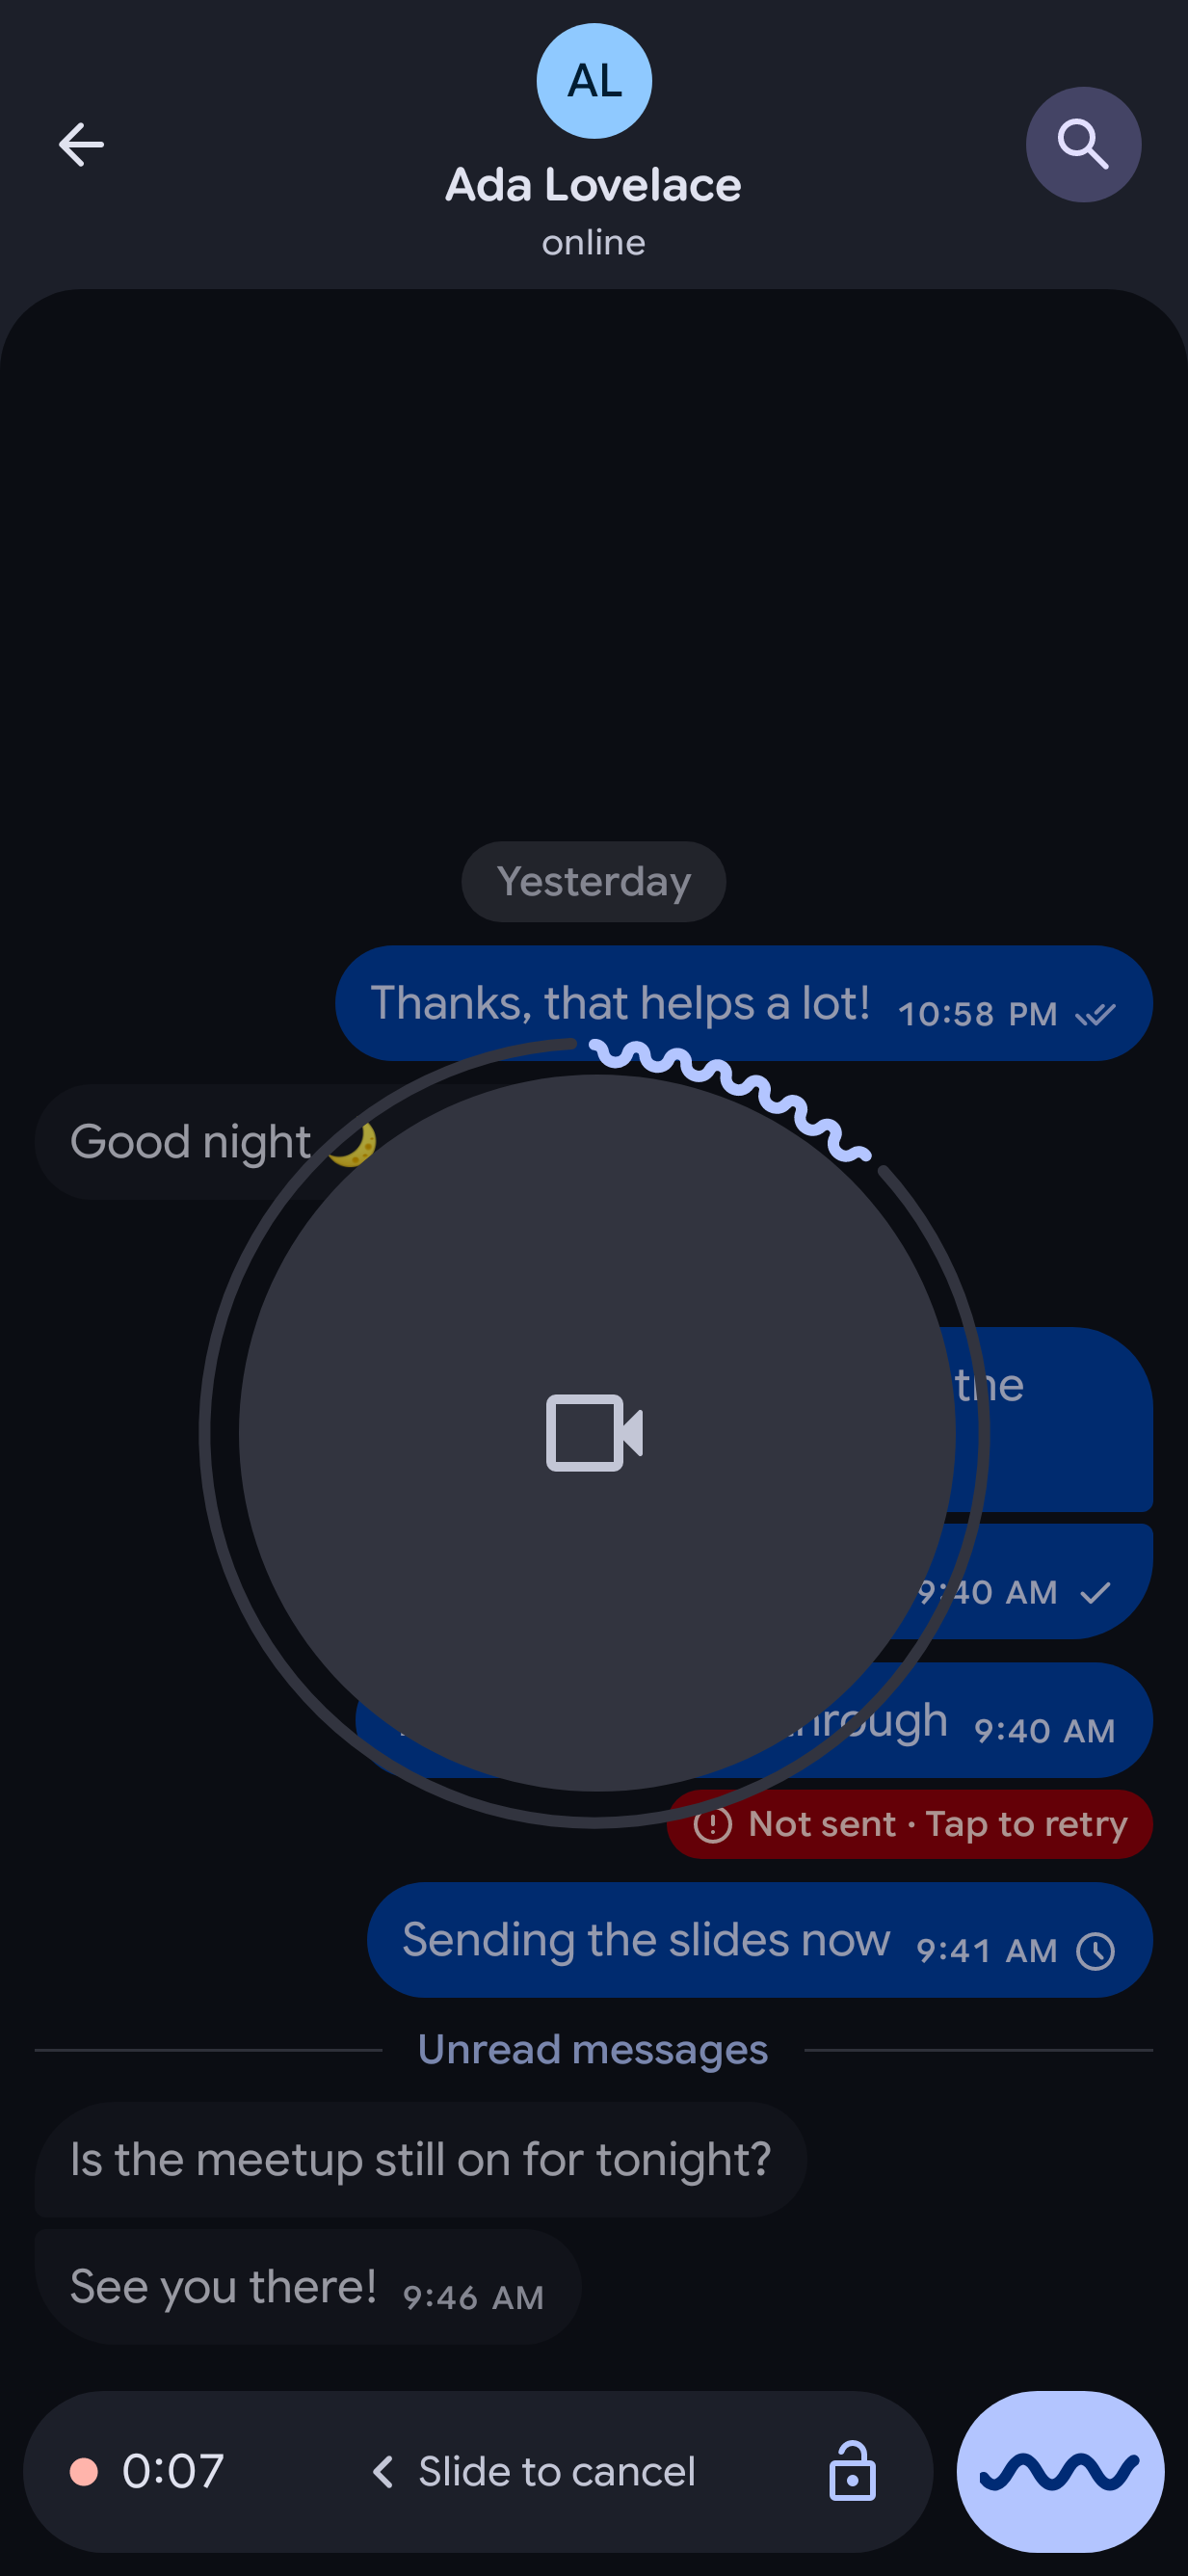 AL
Ada Lovelace
online
Yesterday
Thanks, that helps a lot! 10:58 PM
Good night 🌙
the
9:40 AM
9:40 AM
Not sent · Tap to retry
Sending the slides now 9:41 AM
Unread messages
Is the meetup still on for tonight?
See you there! 9:46 AM
0:07 Slide to cancel